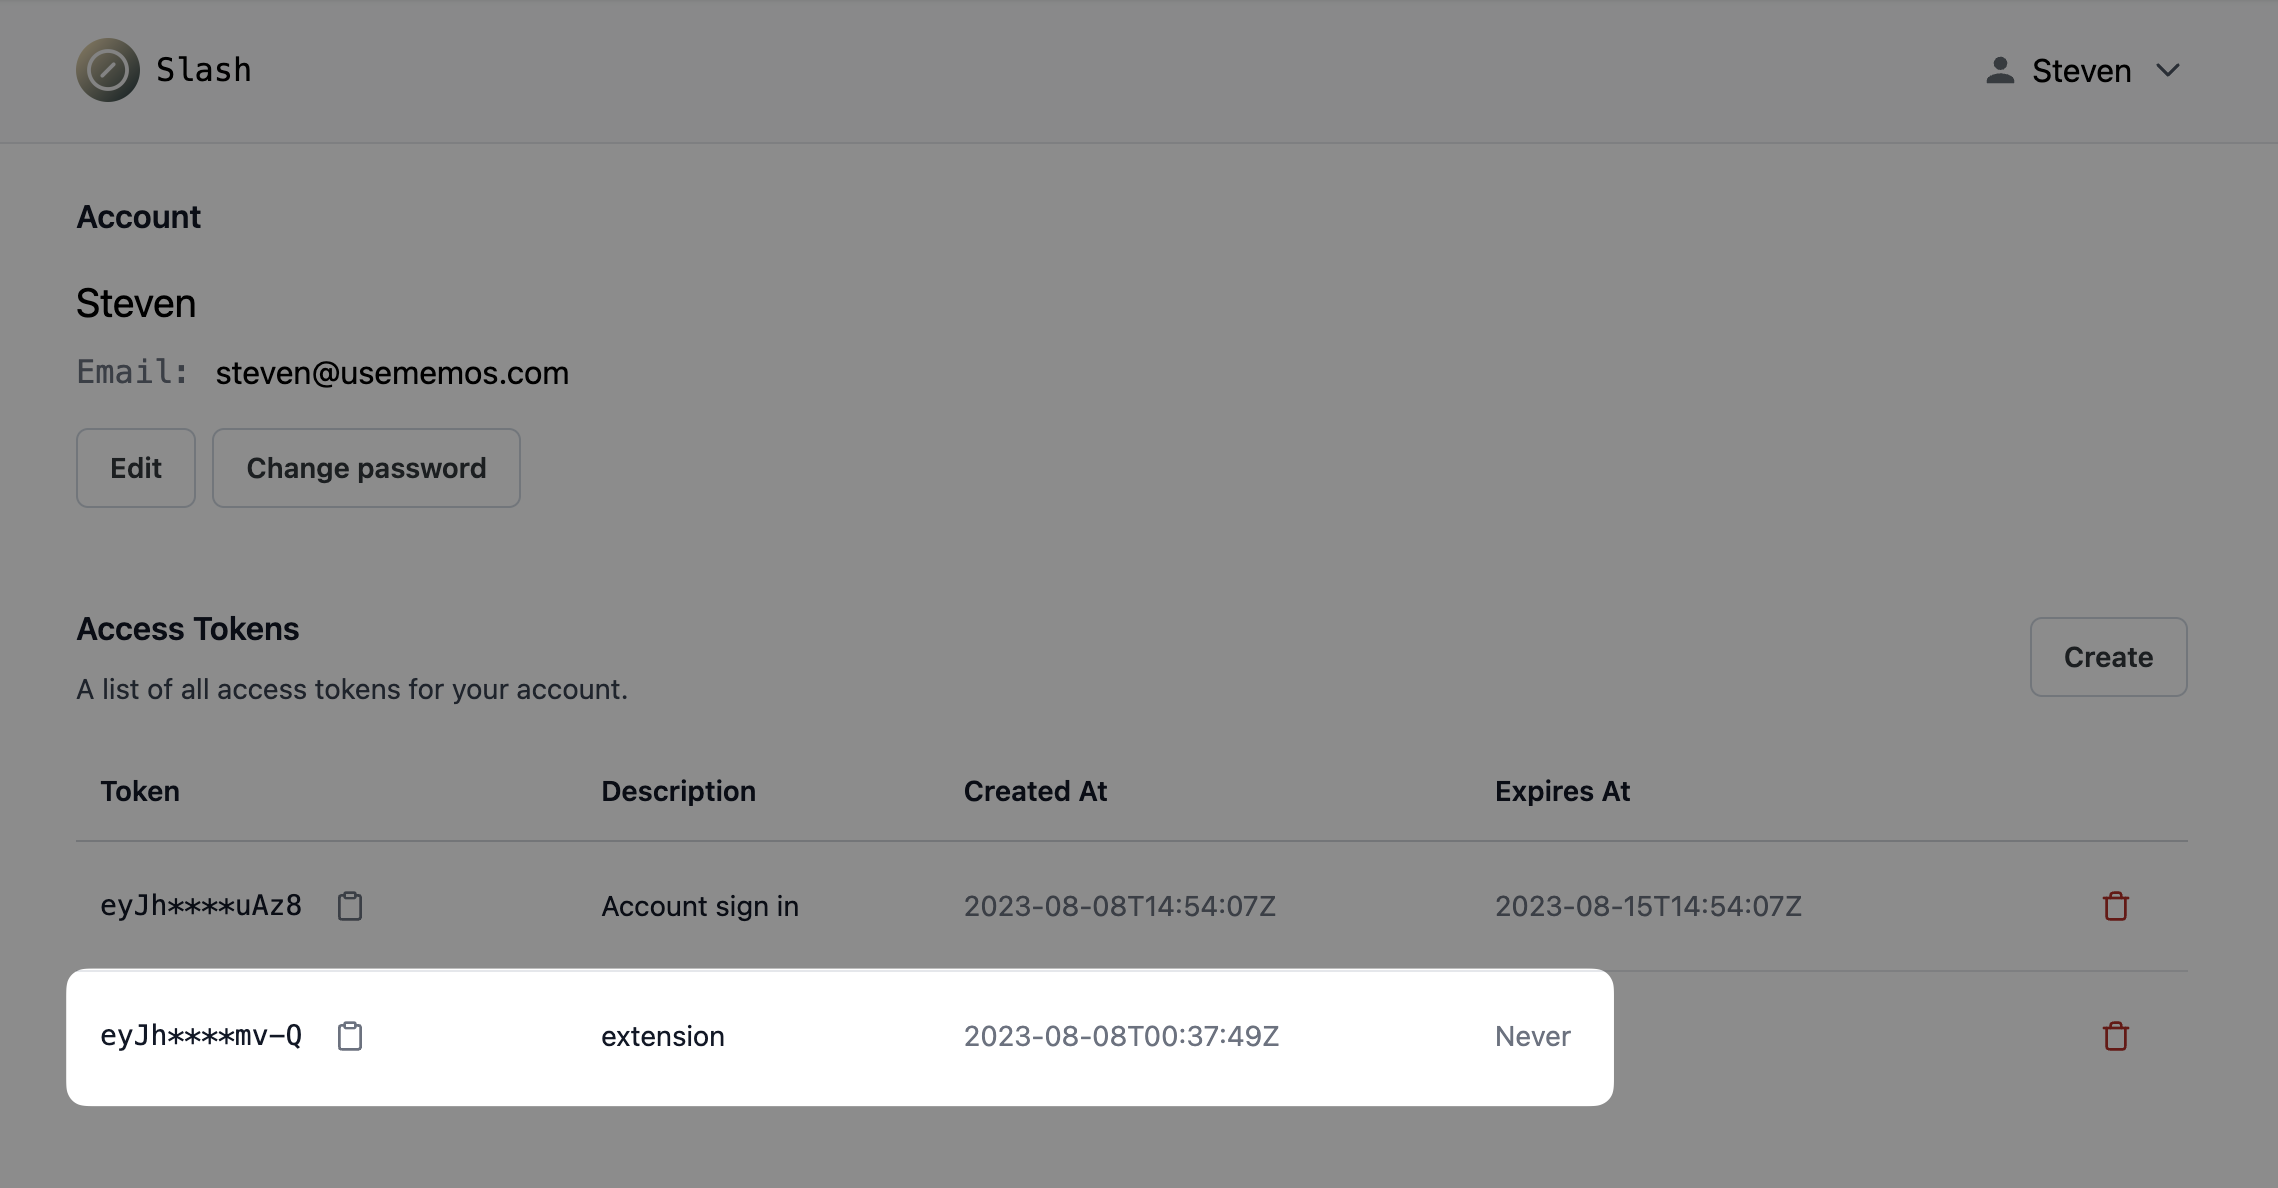 Slash
Steven
Account
Steven
Email: steven@usememos.com
Edit
Change password
Access Tokens
A list of all access tokens for your account.
Create
Token Description Created At Expires At
eyJh****uAz8 Account sign in 2023-08-08T14:54:07Z 2023-08-15T14:54:07Z
eyJh****mv-Q extension 2023-08-08T00:37:49Z Never